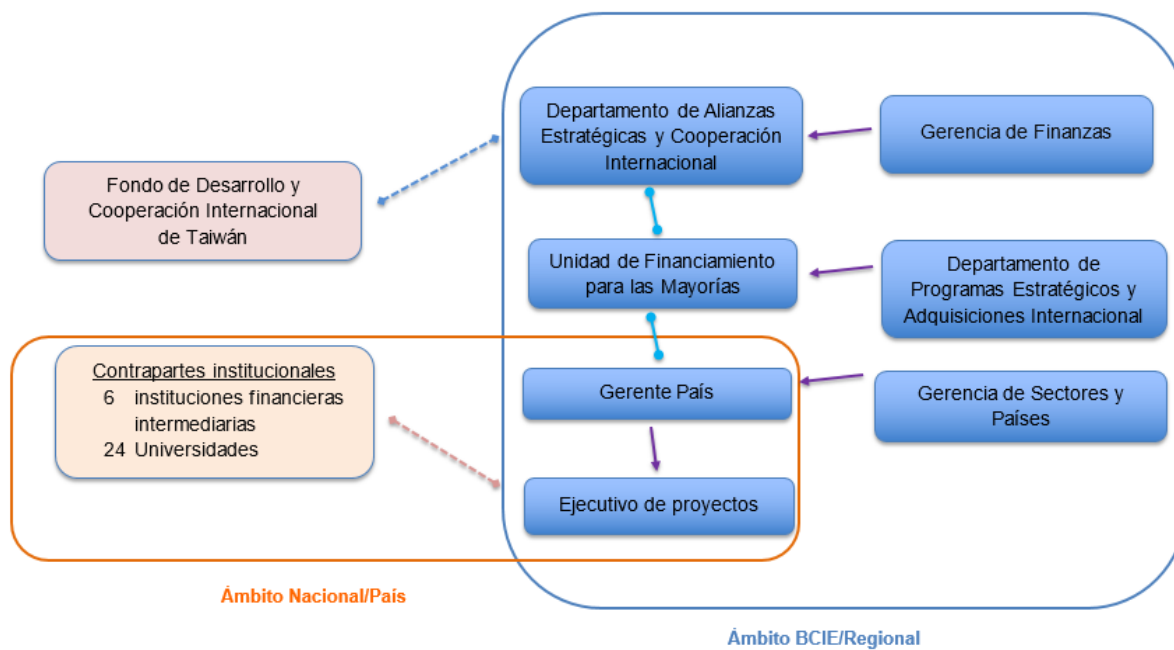 Departamento de Alianzas
Estratégicas y Cooperación
Internacional
Gerencia de Finanzas
Fondo de Desarrollo y
Cooperación Internacional
de Taiwán
Unidad de Financiamiento
para las Mayorías
Departamento de
Programas Estratégicos y
Adquisiciones Internacional
Contrapartes institucionales
6 instituciones financieras
intermediarias
24 Universidades
Gerente País
Gerencia de Sectores y
Países
Ejecutivo de proyectos
Ámbito Nacional/País
Ámbito BCIE/Regional